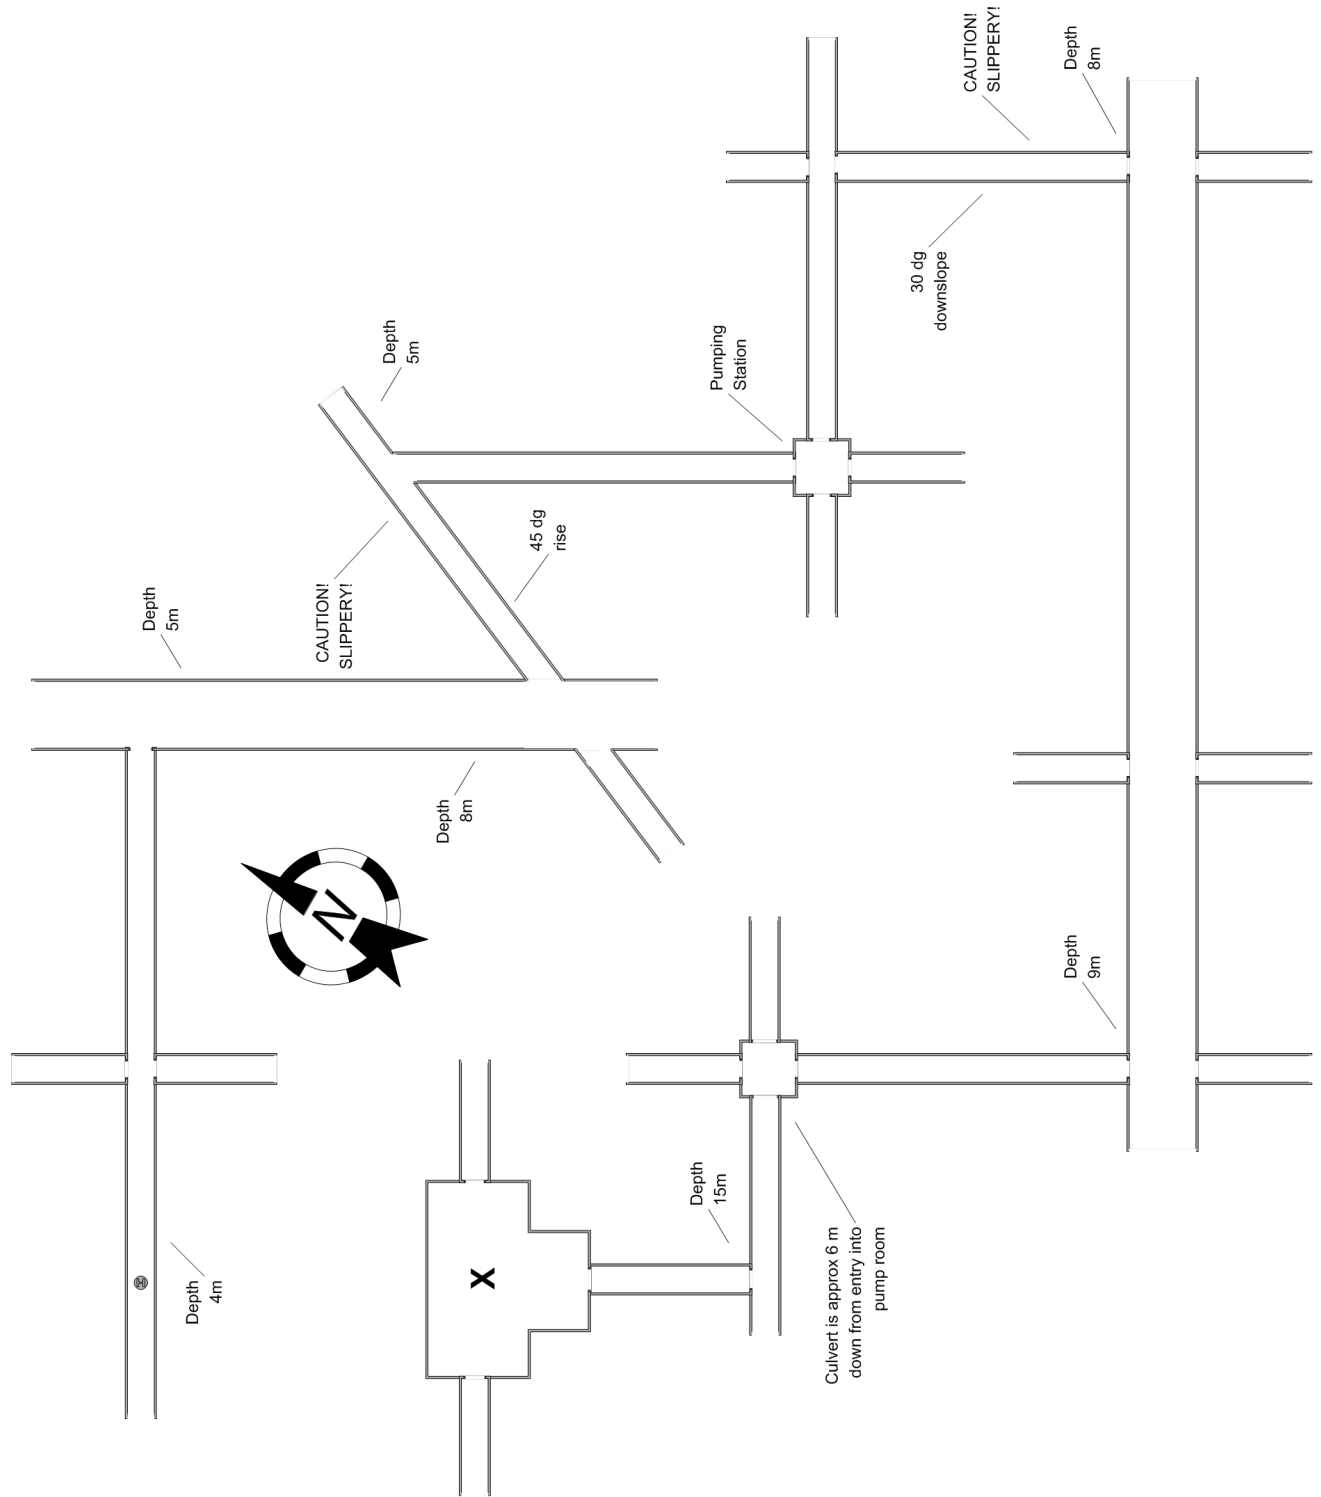 Depth
4m
Depth
8m
Depth
5m
CAUTION!
SLIPPERY!
45 dg
rise
Depth
5m
Pumping
Station
30 dg
downslope
CAUTION!
SLIPPERY!
Depth
8m
Depth
9m
Culvert is approx 6 m
down from entry into
pump room
Depth
15m
X
N